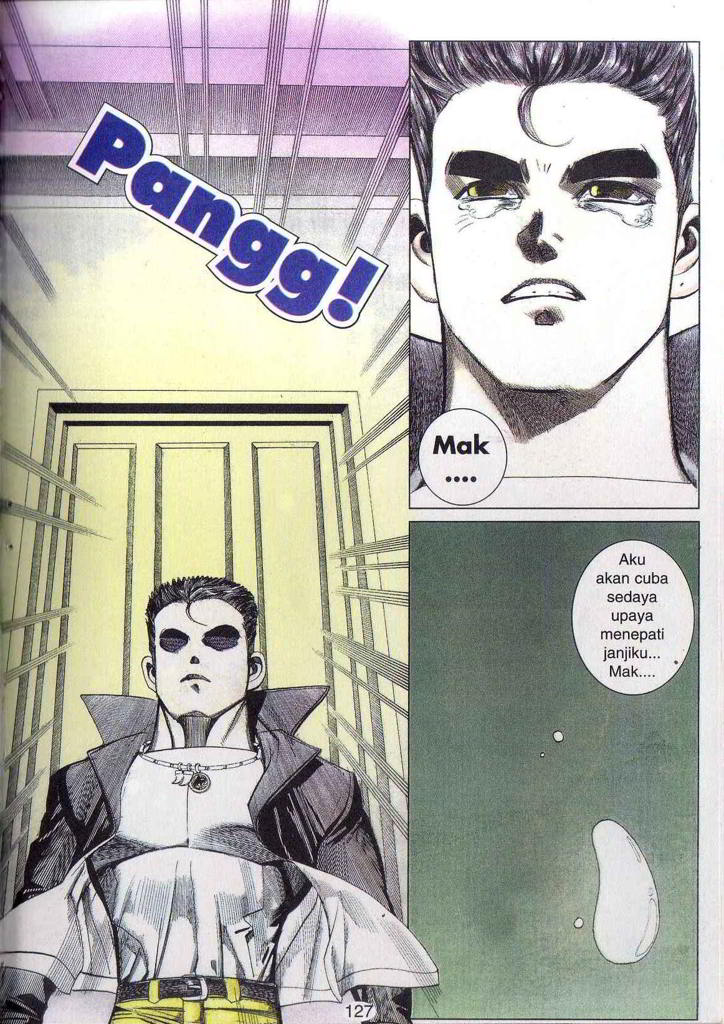 Pangg!
Mak
....
Aku
akan cuba
sedaya
upaya
menepati
janjiku...
Mak....
127